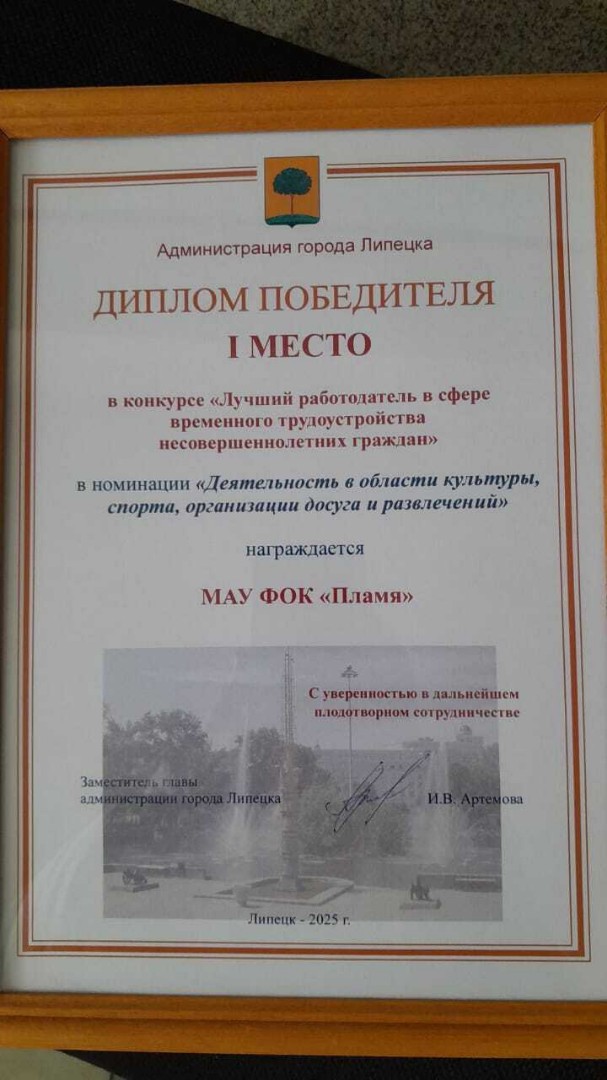 Администрация города Липецка
ДИПЛОМ ПОБЕДИТЕЛЯ
I МЕСТО
в конкурсе «Лучший работодатель в сфере
временного трудоустройства
несовершеннолетних граждан»
в номинации «Деятельность в области культуры,
спорта, организации досуга и развлечений»
награждается
МАУ ФОК «Пламя»
С уверенностью в дальнейшем
плодотворном сотрудничестве
Заместитель главы
администрации города Липецка
И.В. Артемова
Липецк - 2025 г.